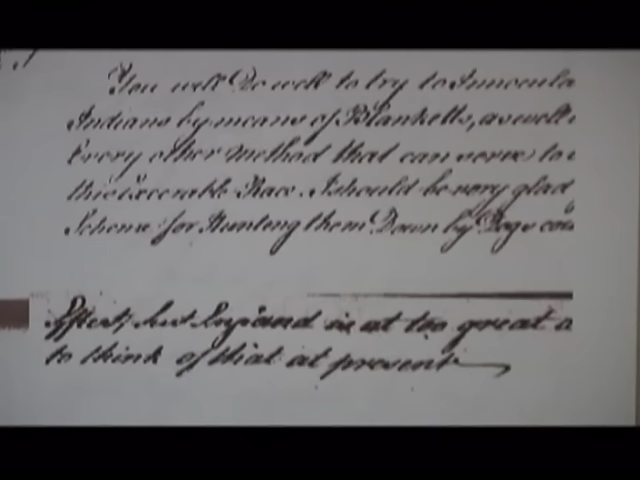 You will Do well to try to Innocula
Indians by means of Blanketts, as well
Every other Method that can serve to
this Execrable Race. I should be very glad
Scheme for Hunting them Down by Dogs cou
Effect; but England is at too great a
to think of that at present